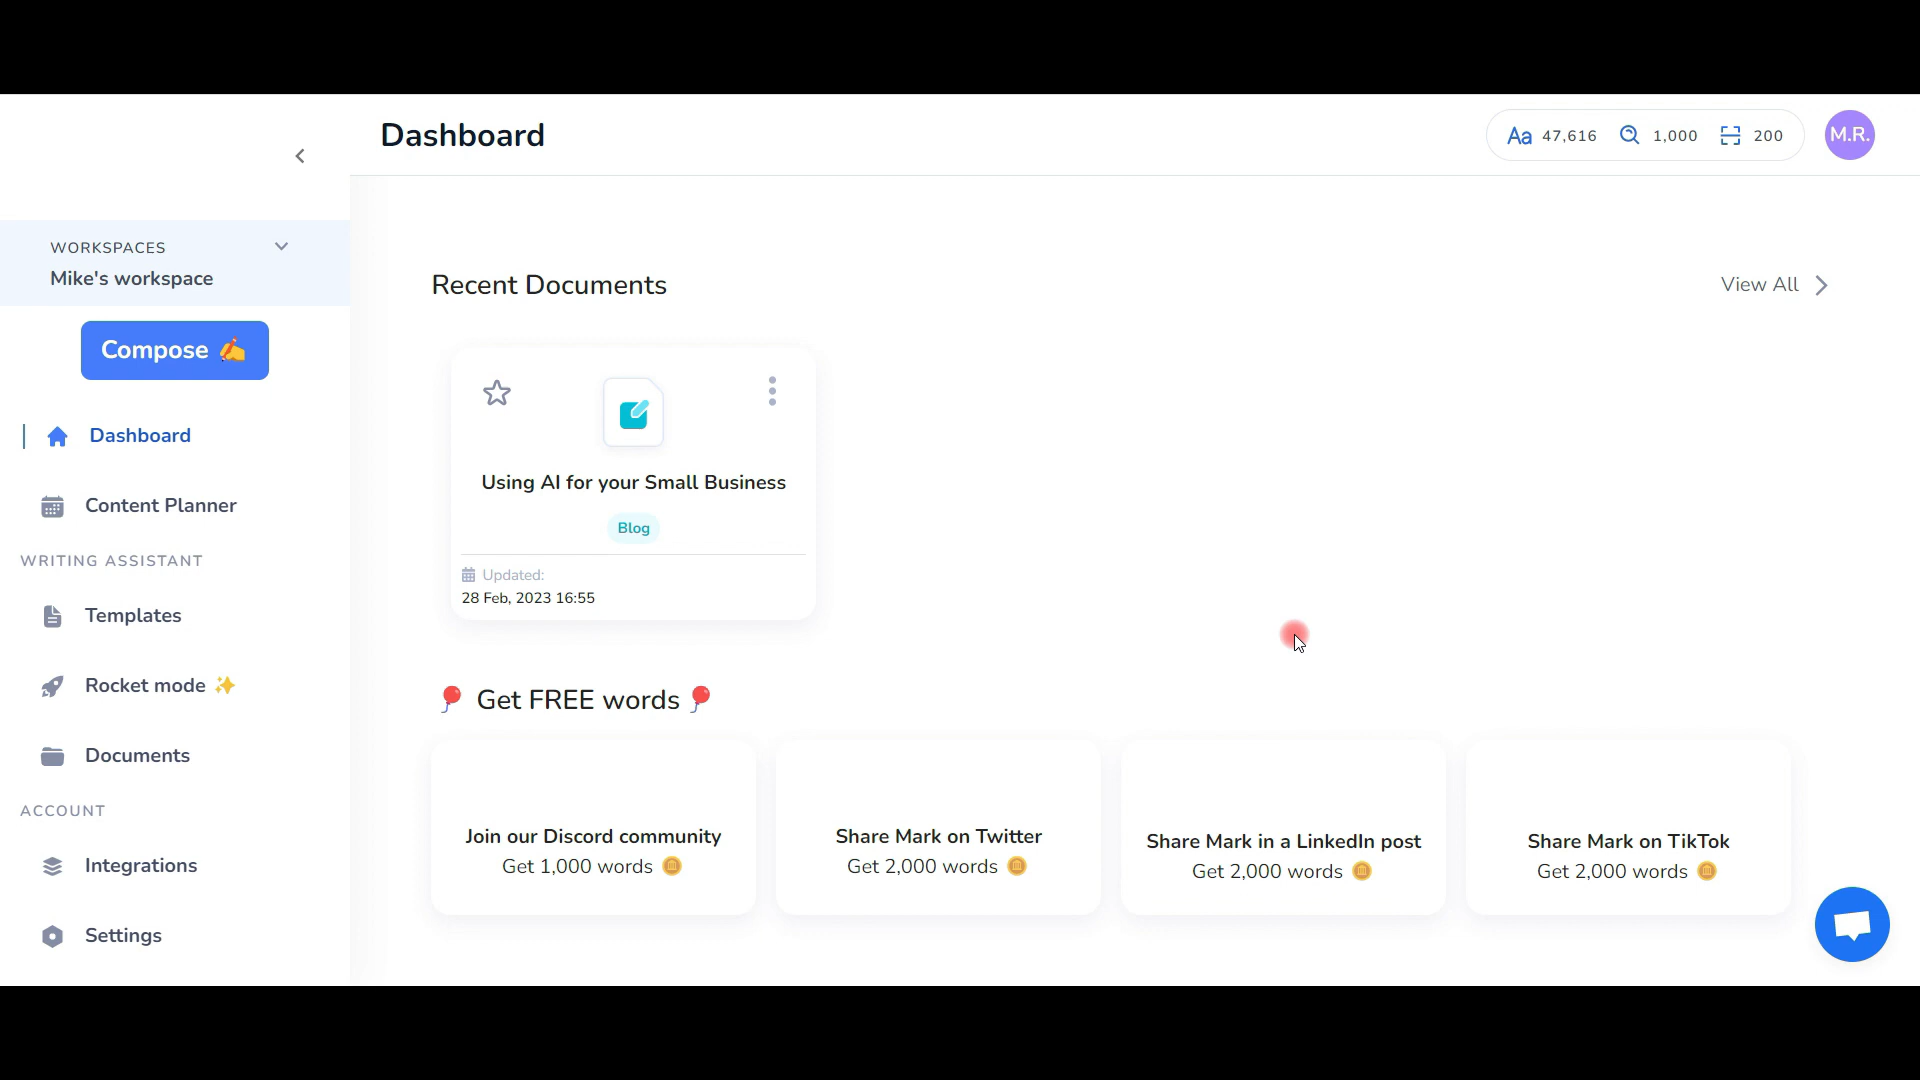 Dashboard
Aa 47,616 1,000 200
M.R.
WORKSPACES
Mike's workspace
Compose
Dashboard
Content Planner
WRITING ASSISTANT
Templates
Rocket mode
Documents
ACCOUNT
Integrations
Settings
Recent Documents
View All
Using AI for your Small Business
Blog
Updated:
28 Feb, 2023 16:55
Get FREE words
Join our Discord community
Get 1,000 words
Share Mark on Twitter
Get 2,000 words
Share Mark in a LinkedIn post
Get 2,000 words
Share Mark on TikTok
Get 2,000 words